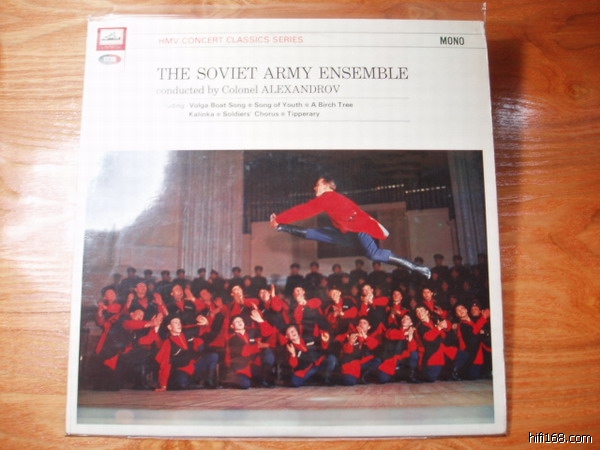 HMV CONCERT CLASSICS SERIES
MONO
THE SOVIET ARMY ENSEMBLE
conducted by Colonel ALEXANDROV
Volga Boat Song Song of Youth A Birch Tree
Kalinka Soldiers' Chorus Tipperary
hifi168.com